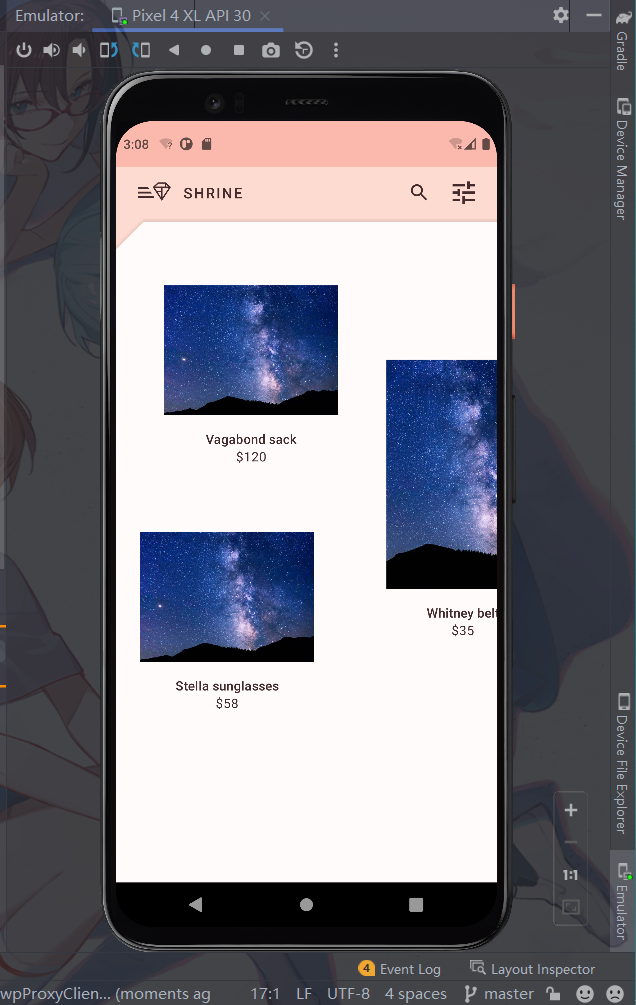 Emulator: Pixel 4 XL API 30
Gradle
Device Manager
3:08
SHRINE
Vagabond sack
$120
Whitney belt
$35
Stella sunglasses
$58
Device File Explorer
1:1
Emulator
4 Event Log Layout Inspector
wpProxyClien... (moments ag 17:1 LF UTF-8 4 spaces master